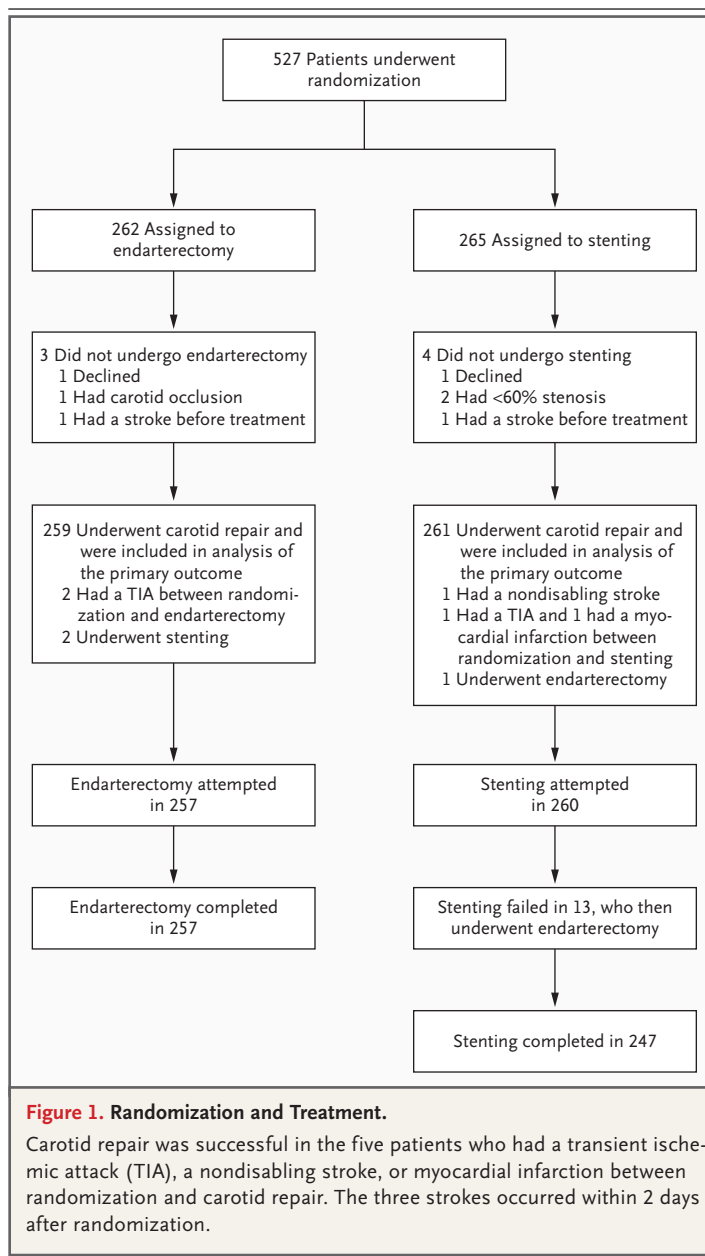 527 Patients underwent
randomization
262 Assigned to
endarterectomy
265 Assigned to stenting
3 Did not undergo endarterectomy
1 Declined
1 Had carotid occlusion
1 Had a stroke before treatment
4 Did not undergo stenting
1 Declined
2 Had <60% stenosis
1 Had a stroke before treatment
259 Underwent carotid repair and
were included in analysis of
the primary outcome
2 Had a TIA between randomi-
zation and endarterectomy
2 Underwent stenting
261 Underwent carotid repair and
were included in analysis of
the primary outcome
1 Had a nondisabling stroke
1 Had a TIA and 1 had a myo-
cardial infarction between
randomization and stenting
1 Underwent endarterectomy
Endarterectomy attempted
in 257
Stenting attempted
in 260
Endarterectomy completed
in 257
Stenting failed in 13, who then
underwent endarterectomy
Stenting completed in 247
Figure 1. Randomization and Treatment.
Carotid repair was successful in the five patients who had a transient ische-
mic attack (TIA), a nondisabling stroke, or myocardial infarction between
randomization and carotid repair. The three strokes occurred within 2 days
after randomization.